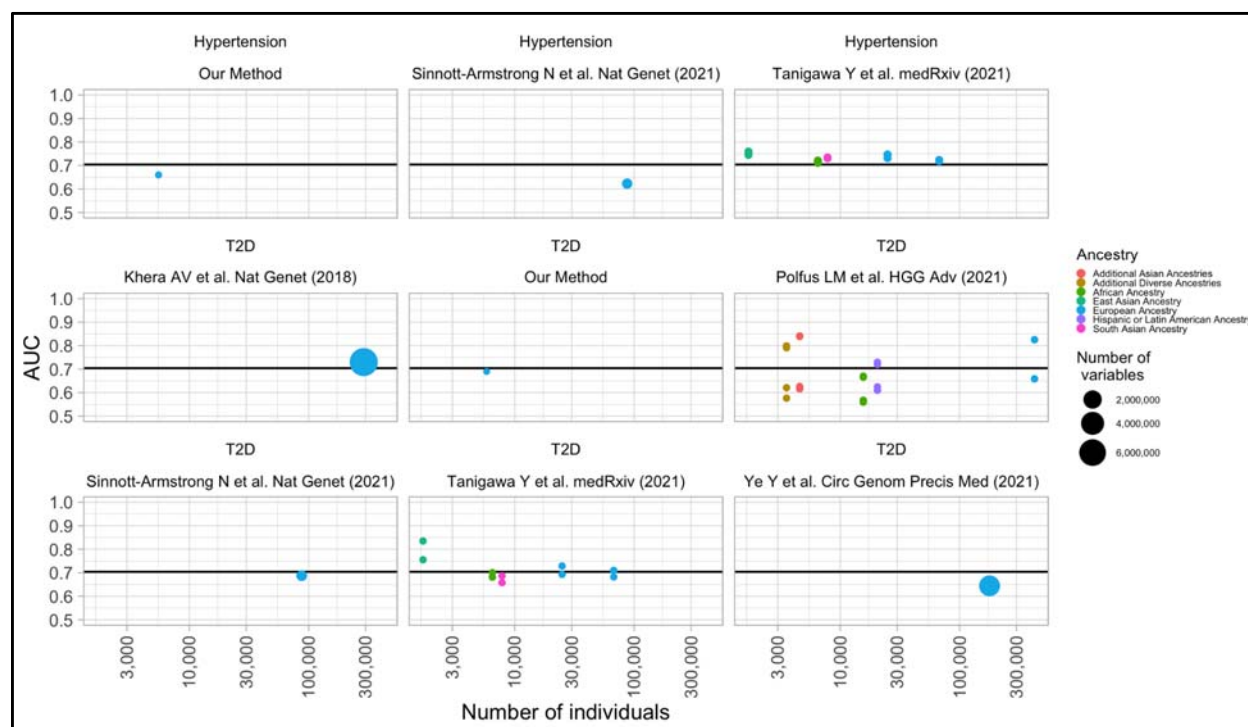 Hypertension
Our Method
Hypertension
Sinnott-Armstrong N et al. Nat Genet (2021)
Hypertension
Tanigawa Y et al. medRxiv (2021)
1.0
0.9
0.8
0.7
0.6
0.5
T2D
Khera AV et al. Nat Genet (2018)
T2D
Our Method
T2D
Polfus LM et al. HGG Adv (2021)
AUC
1.0
0.9
0.8
0.7
0.6
0.5
T2D
Sinnott-Armstrong N et al. Nat Genet (2021)
T2D
Tanigawa Y et al. medRxiv (2021)
T2D
Ye Y et al. Circ Genom Precis Med (2021)
1.0
0.9
0.8
0.7
0.6
0.5
3,000
10,000
30,000
100,000
300,000
3,000
10,000
30,000
100,000
300,000
3,000
10,000
30,000
100,000
300,000
Number of individuals
Ancestry
Additional Asian Ancestries
Additional Diverse Ancestries
African Ancestry
East Asian Ancestry
European Ancestry
Hispanic or Latin American Ancestry
South Asian Ancestry
Number of
variables
2,000,000
4,000,000
6,000,000